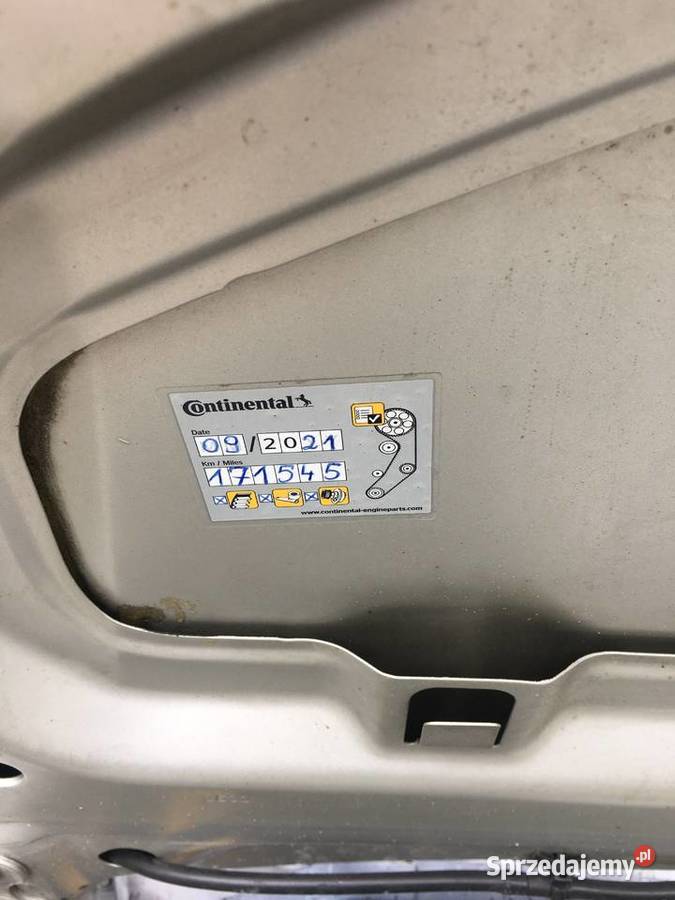 Continental
Date
09/2021
Km / Miles
171545
www.continental-engineparts.com
Sprzedajemy.pl